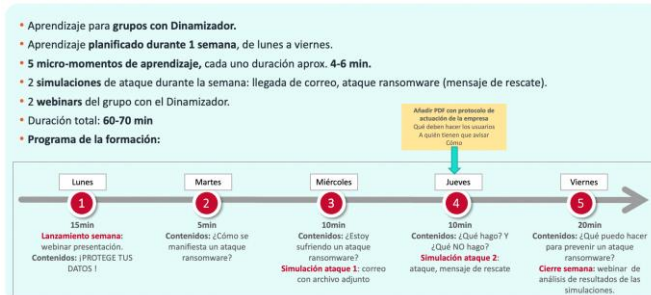 • Aprendizaje para grupos con Dinamizador.
• Aprendizaje planificado durante 1 semana, de lunes a viernes.
• 5 micro-momentos de aprendizaje, cada uno duración aprox. 4-6 min.
• 2 simulaciones de ataque durante la semana: llegada de correo, ataque ransomware (mensaje de rescate).
• 2 webinars del grupo con el Dinamizador.
• Duración total: 60-70 min
• Programa de la formación:
Añadir PDF con protocolo de
actuación de la empresa
Qué deben hacer los usuarios
A quién tienen que avisar
Cómo
Lunes
1
15min
Lanzamiento semana:
webinar presentación.
Contenidos: ¡PROTEGE TUS
DATOS !
Martes
2
5min
Contenidos: ¿Cómo se
manifiesta un ataque
ransomware?
Miércoles
3
10min
Contenidos: ¿Estoy
sufriendo un ataque
ransomware?
Simulación ataque 1: correo
con archivo adjunto
Jueves
4
10min
Contenidos: ¿Qué hago? Y
¿Qué NO hago?
Simulación ataque 2:
ataque, mensaje de rescate
Viernes
5
20min
Contenidos: ¿Qué puedo hacer
para prevenir un ataque
ransomware?
Cierre semana: webinar de
análisis de resultados de las
simulaciones.